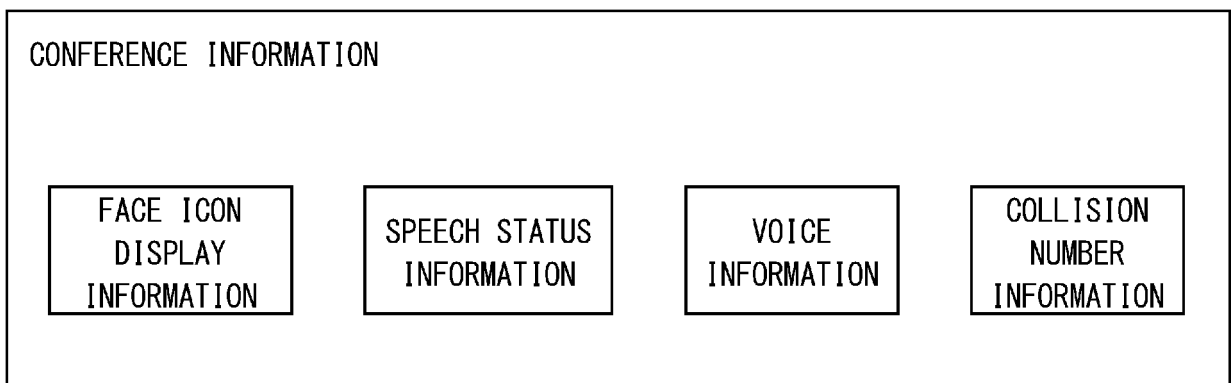 CONFERENCE INFORMATION
FACE ICON
DISPLAY
INFORMATION
SPEECH STATUS
INFORMATION
VOICE
INFORMATION
COLLISION
NUMBER
INFORMATION